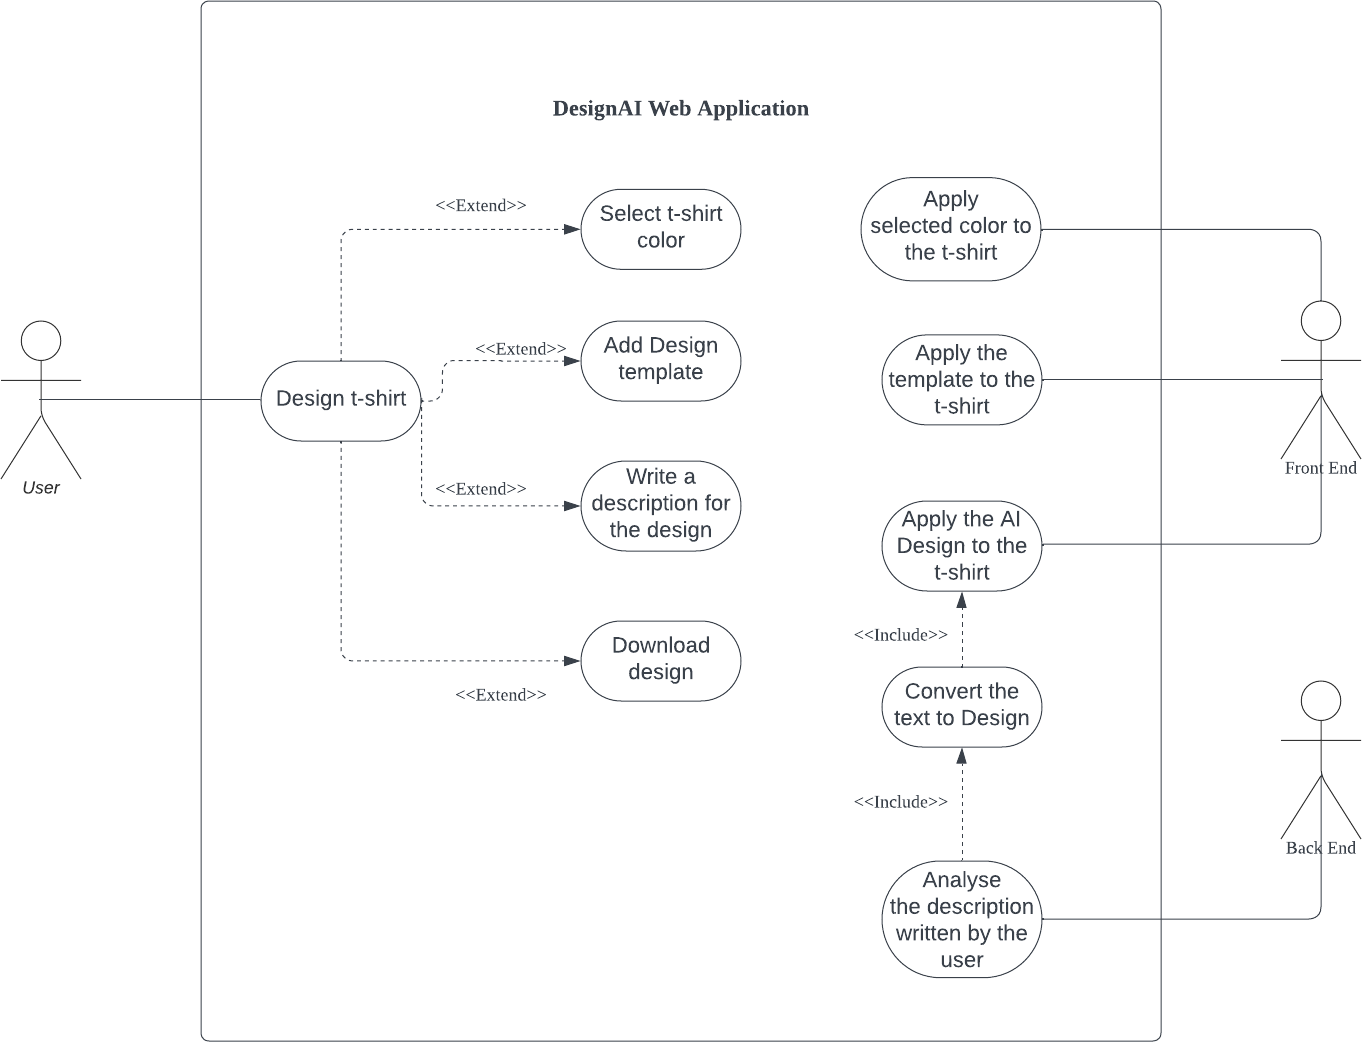 DesignAI Web Application
<<Extend>>
Select t-shirt
color
<<Extend>>
Add Design
template
Design t-shirt
<<Extend>>
Write a
description for
the design
<<Extend>>
Download
design
User
Apply
selected color to
the t-shirt
Apply the
template to the
t-shirt
Apply the AI
Design to the
t-shirt
<<Include>>
Convert the
text to Design
<<Include>>
Analyse
the description
written by the
user
Front End
Back End